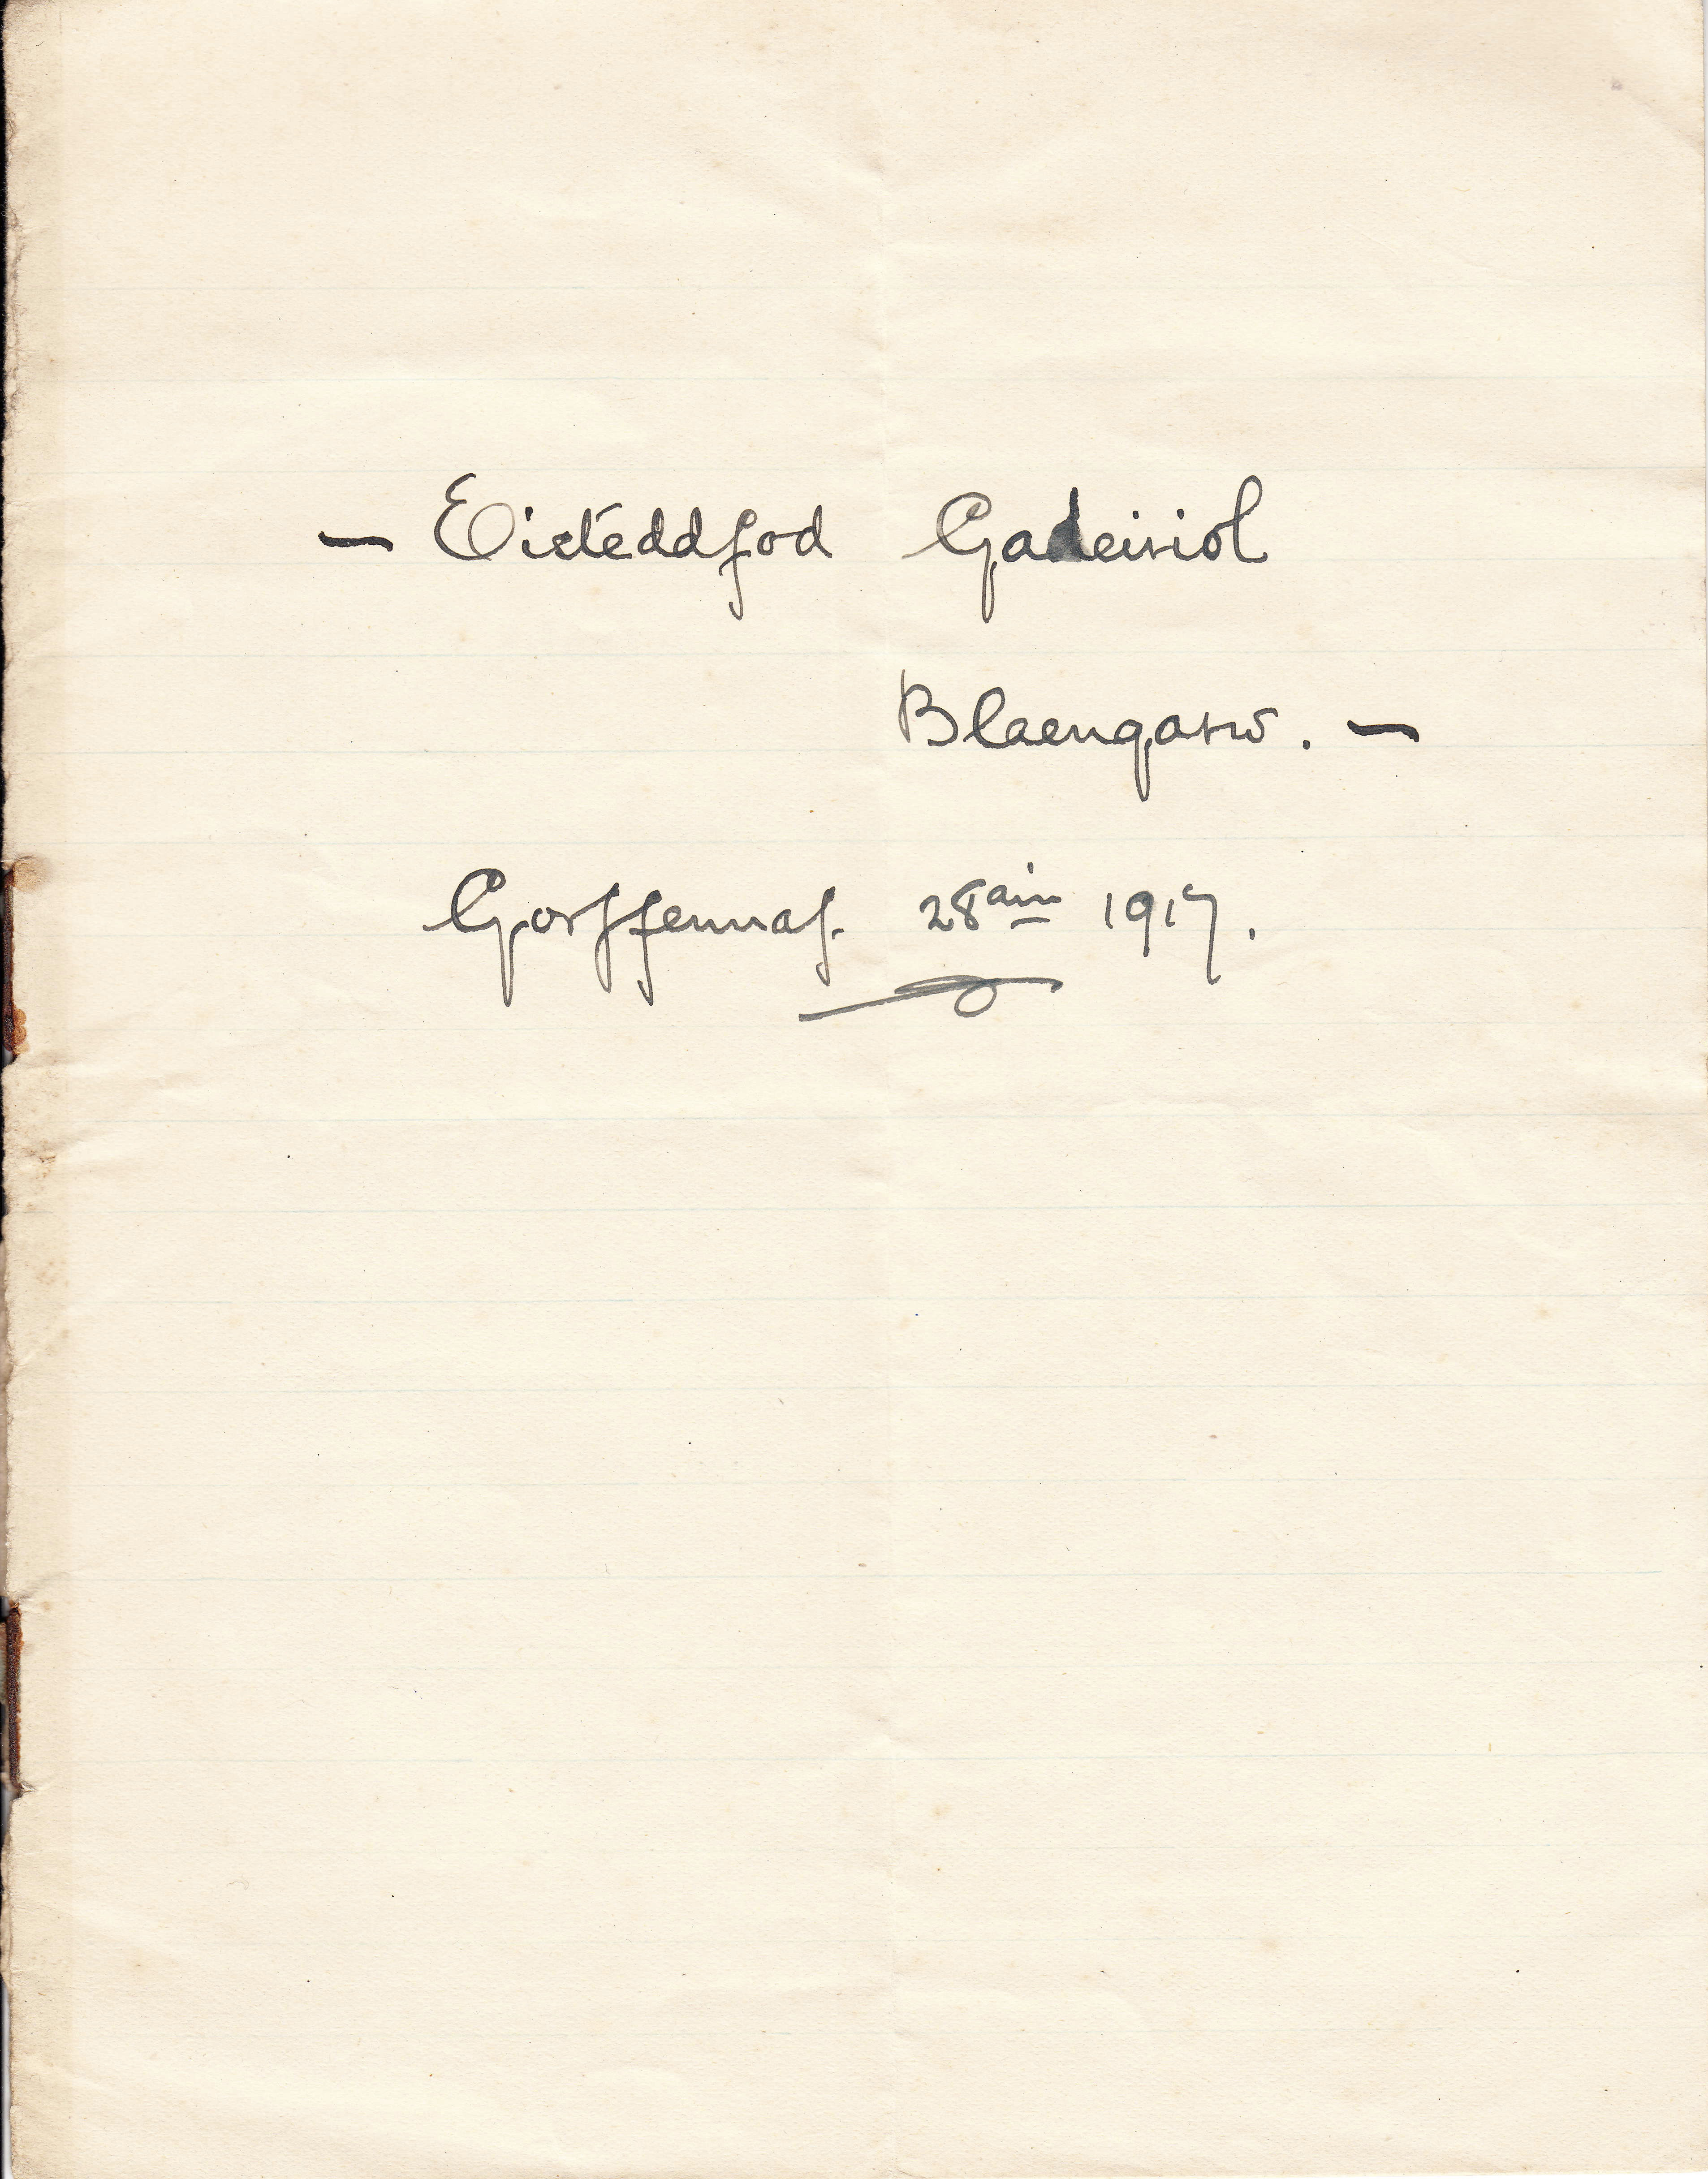 — Eisteddfod Gadeiriol
Blaengarw. —
Gorffennaf. 28ain 1917.